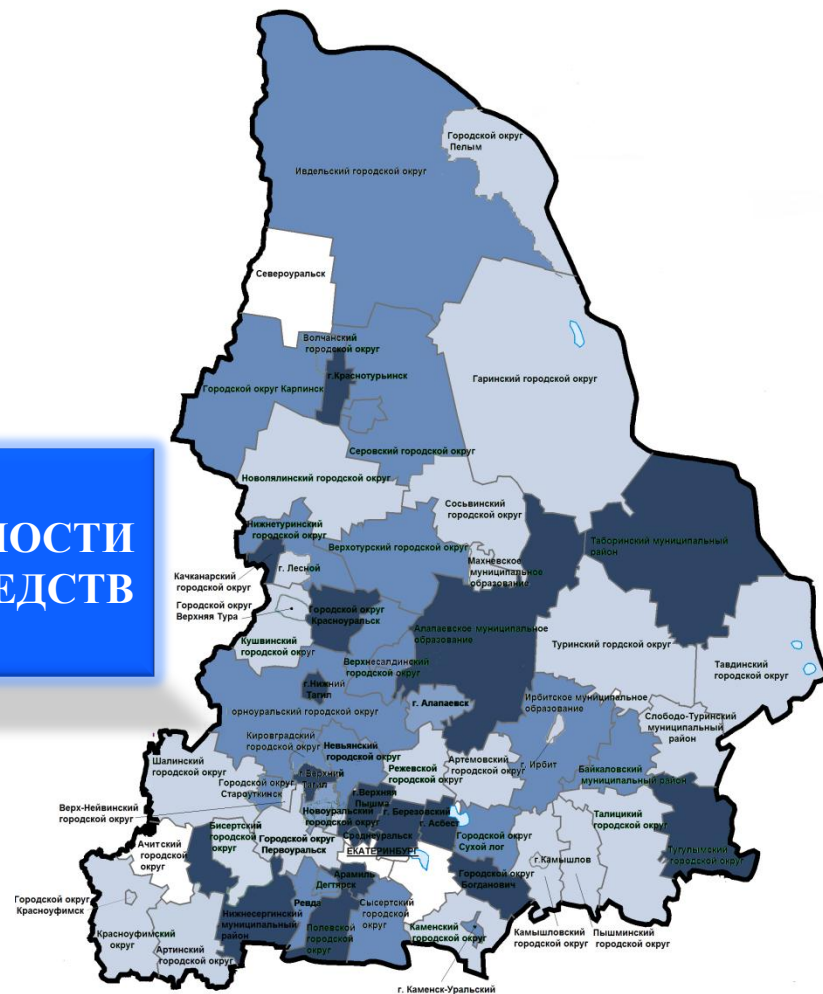 Городской округ
Пелым
Ивдельский городской округ
Североуральск
Волчанский
городской округ
г.Краснотурьинск
Городской округ Карпинск
Гаринский городской округ
Серовский городской округ
Новолялинский городской округ
Сосьвинский
городской округ
НОСТИ
ЕДСТВ
Нижнетуринский
городской округ
Верхотурский городской округ
Таборинский муниципальный
район
Махневское
муниципальное
образование
г. Лесной
Качканарский
городской округ
Городской округ
Верхняя Тура
Городской округ
Красноуральск
Алапаевское муниципальное
образование
Кушвинский
городской округ
Туринский гордской округ
Верхнесалдинский
городской округ
Тавдинский
городской округ
г.Нижний
Тагил
Ирбитское муниципальное
образование
г. Алапаевск
орноуральский городской округ
Слободо-Туринский
муниципальный
район
Кировградский
городской округ
Невьянский
городской округ
Шалинский
городской округ
Режевской
городской округ
Артемовский
городской округ
г. Ирбит
Байкаловский
муниципальный район
г.Верхний
Тагил
Городской округ
Староуткинск
г.Верхняя
Пышма
Верх-Нейвинский
городской округ
Новоуральский
городской округ
г. Березовский
г. Асбест
Талицикий
городской округ
Бисертский
городской
округ
Городской округ
Первоуральск
Среднеуральск
Городской округ
Сухой лог
Тугулымский
городской округ
Ачитский
городской
округ
ЕКАТЕРИНБУРГ
г.Камышлов
Арамиль
Дегтярск
Городской округ
Богданович
Городской округ
Красноуфимск
Ревда
Сысертский
городской
округ
Нижнесергинский
муниципальный
район
Полевской
городской
округ
Каменский
городской округ
Красноуфимский
округ
Артинский
городской округ
Камышловский
городской округ
Пышминский
городской округ
г. Каменск-Уральский